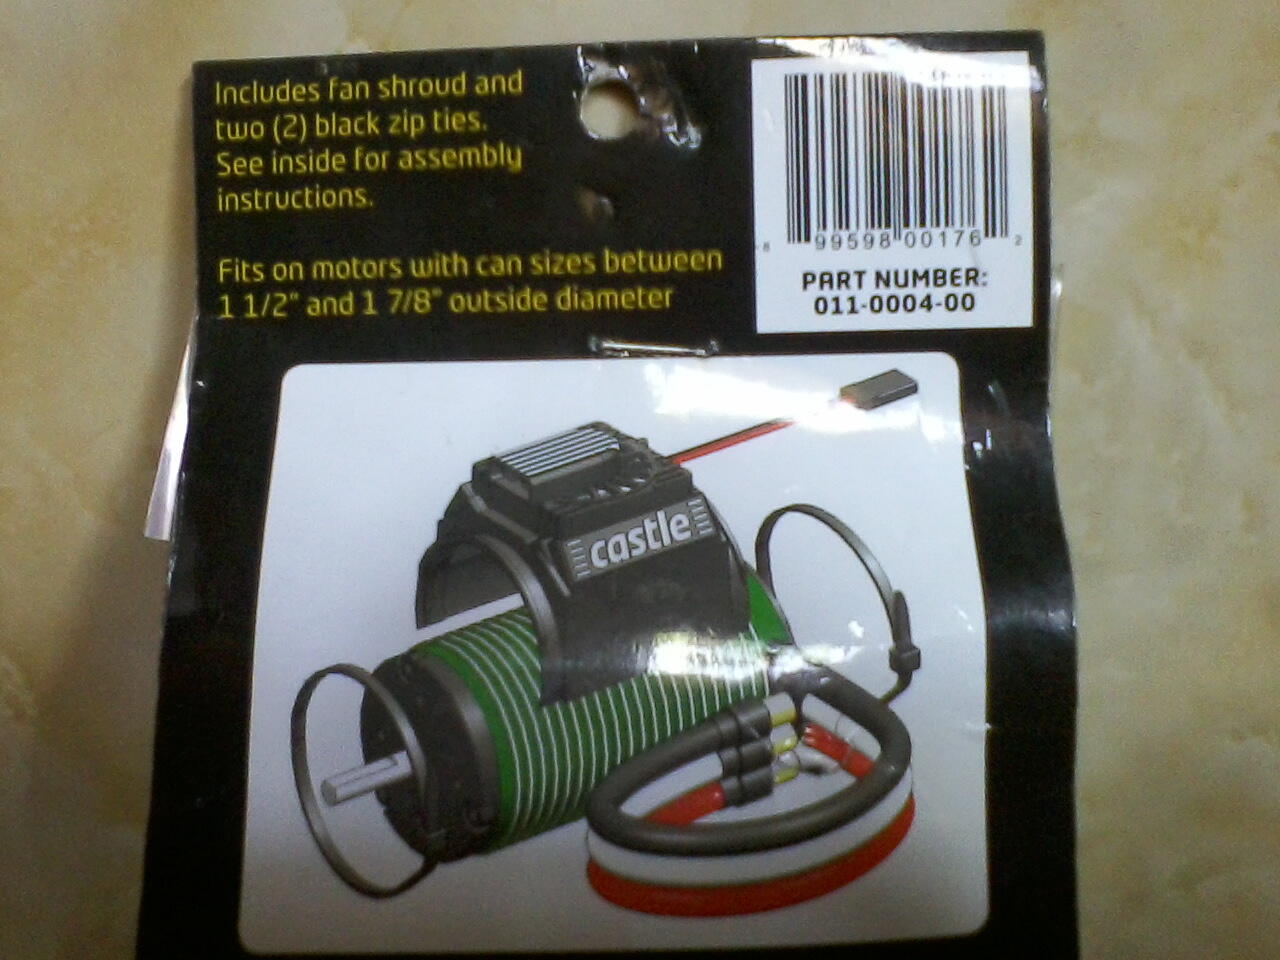 Includes fan shroud and
two (2) black zip ties.
See inside for assembly
instructions.
Fits on motors with can sizes between
1 1/2" and 1 7/8" outside diameter
8 99598 00176 2
PART NUMBER:
011-0004-00
castle